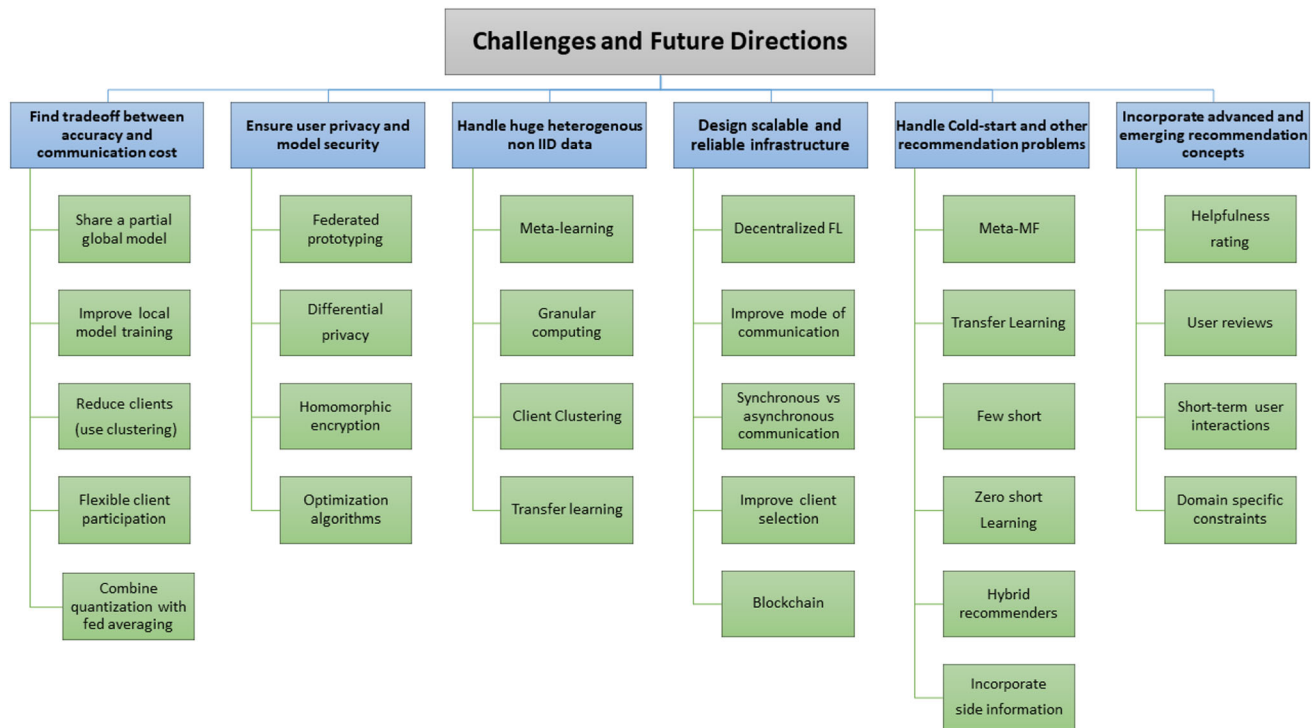 Challenges and Future Directions
Find tradeoff between
accuracy and
communication cost
Share a partial
global model
Improve local
model training
Reduce clients
(use clustering)
Flexible client
participation
Combine
quantization with
fed averaging
Ensure user privacy and
model security
Federated
prototyping
Differential
privacy
Homomorphic
encryption
Optimization
algorithms
Handle huge heterogenous
non IID data
Meta-learning
Granular
computing
Client Clustering
Transfer learning
Design scalable and
reliable infrastructure
Decentralized FL
Improve mode of
communication
Synchronous vs
asynchronous
communication
Improve client
selection
Blockchain
Handle Cold-start and other
recommendation problems
Meta-MF
Transfer Learning
Few short
Zero short
Learning
Hybrid
recommenders
Incorporate
side information
Incorporate advanced and
emerging recommendation
concepts
Helpfulness
rating
User reviews
Short-term user
interactions
Domain specific
constraints